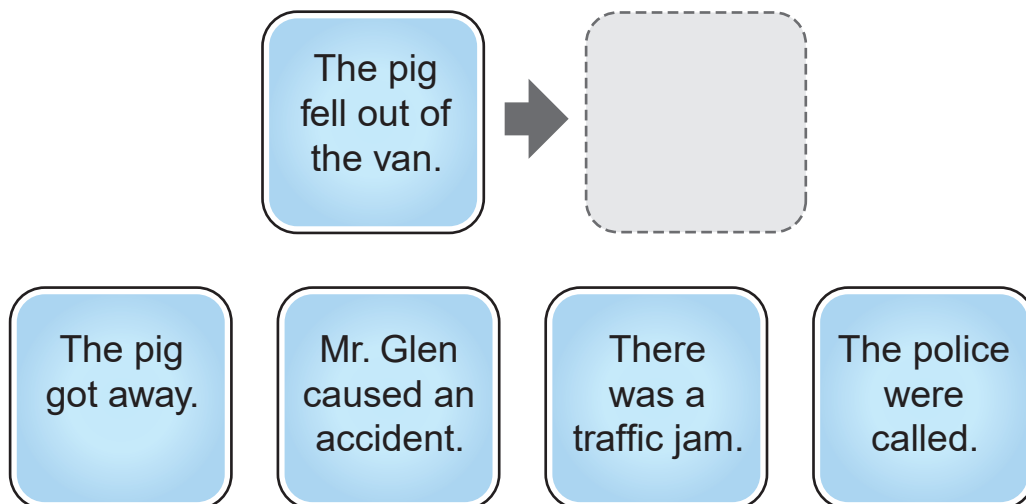 The pig
fell out of
the van.
The pig
got away.
Mr. Glen
caused an
accident.
There
was a
traffic jam.
The police
were
called.